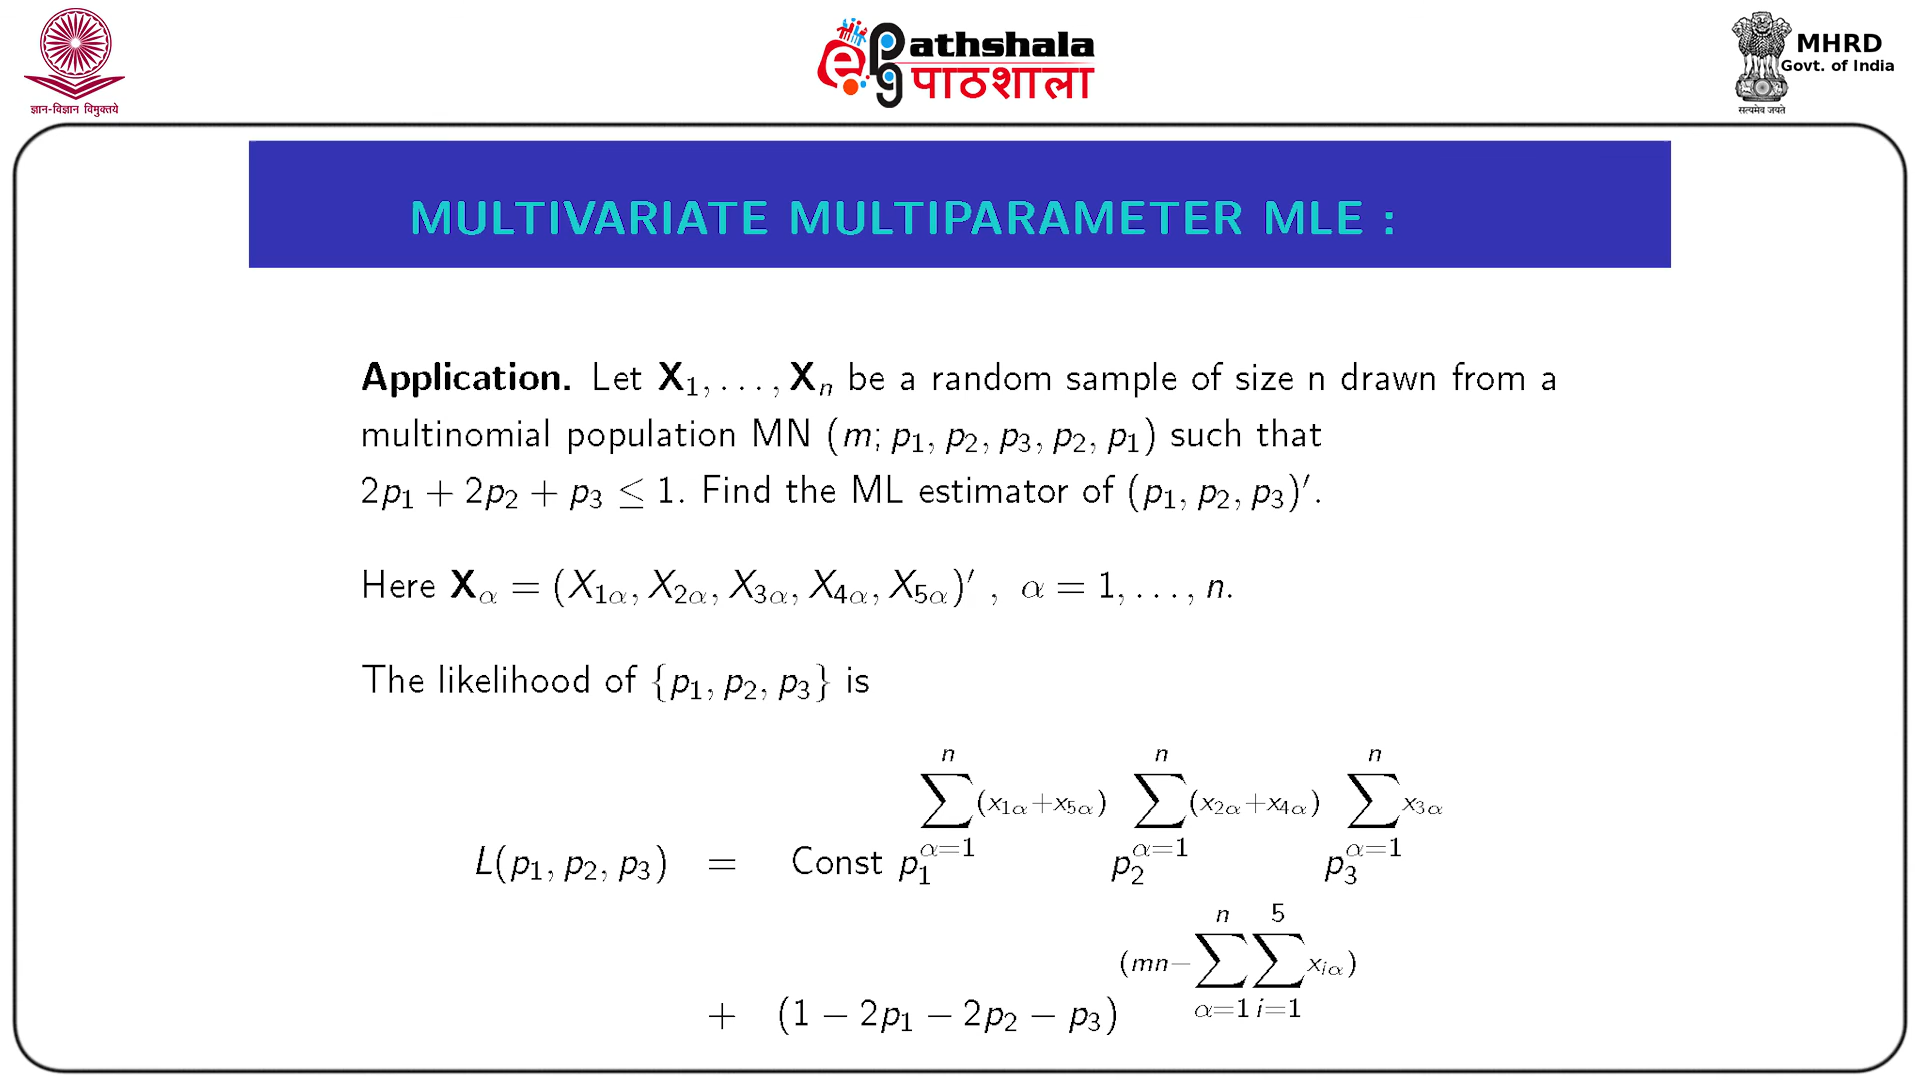 ज्ञान-विज्ञान विमुक्तये
e PG Pathshala
पाठशाला
MHRD
Govt. of India
सत्यमेव जयते
MULTIVARIATE MULTIPARAMETER MLE :
Application. Let X₁, . . . , Xₙ be a random sample of size n drawn from a
multinomial population MN (m; p₁, p₂, p₃, p₂, p₁) such that
2p₁ + 2p₂ + p₃ ≤ 1. Find the ML estimator of (p₁, p₂, p₃)′.
Here X_α = (X_{1α}, X_{2α}, X_{3α}, X_{4α}, X_{5α})′ , α = 1, . . . , n.
The likelihood of {p₁, p₂, p₃} is
L(p₁, p₂, p₃) = Const p₁^{∑_{α=1}^{n}(x_{1α}+x_{5α})} p₂^{∑_{α=1}^{n}(x_{2α}+x_{4α})} p₃^{∑_{α=1}^{n} x_{3α}}
+ (1 − 2p₁ − 2p₂ − p₃)^{(mn−∑_{α=1}^{n}∑_{i=1}^{5} x_{iα})}